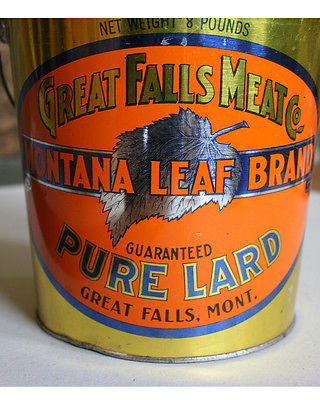 NET WEIGHT 8 POUNDS
GREAT FALLS MEAT Co.
MONTANA LEAF BRAND
GUARANTEED
PURE LARD
GREAT FALLS, MONT.